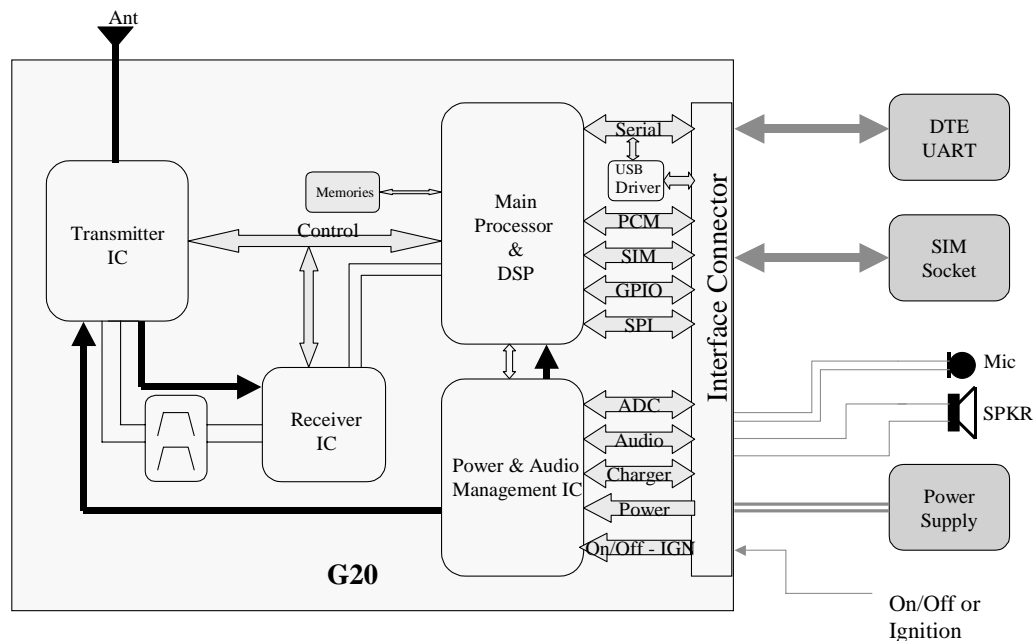 Ant
Transmitter
IC
Memories
Control
Main
Processor
&
DSP
Serial
USB
Driver
PCM
SIM
GPIO
SPI
Receiver
IC
Power & Audio
Management IC
ADC
Audio
Charger
Power
On/Off - IGN
G20
Interface Connector
DTE
UART
SIM
Socket
Mic
SPKR
Power
Supply
On/Off or
Ignition